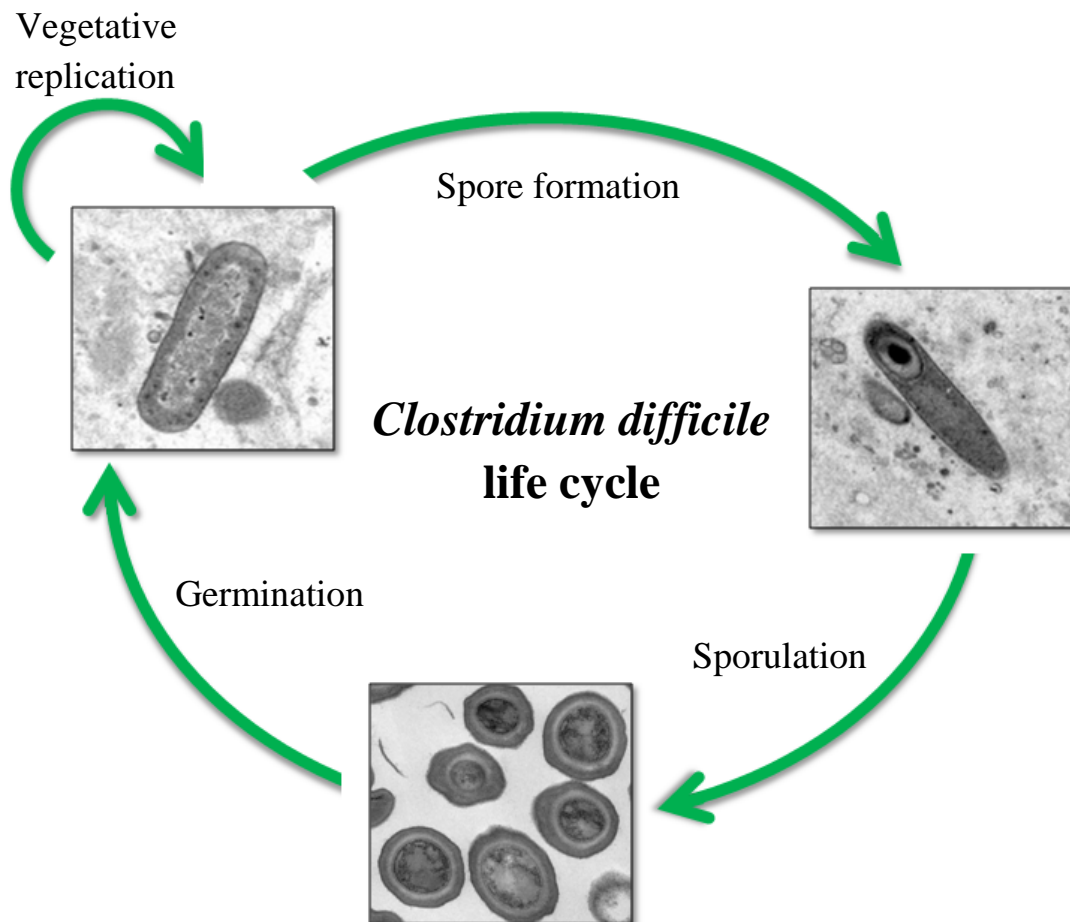 Vegetative
replication
Spore formation
Clostridium difficile
life cycle
Germination
Sporulation